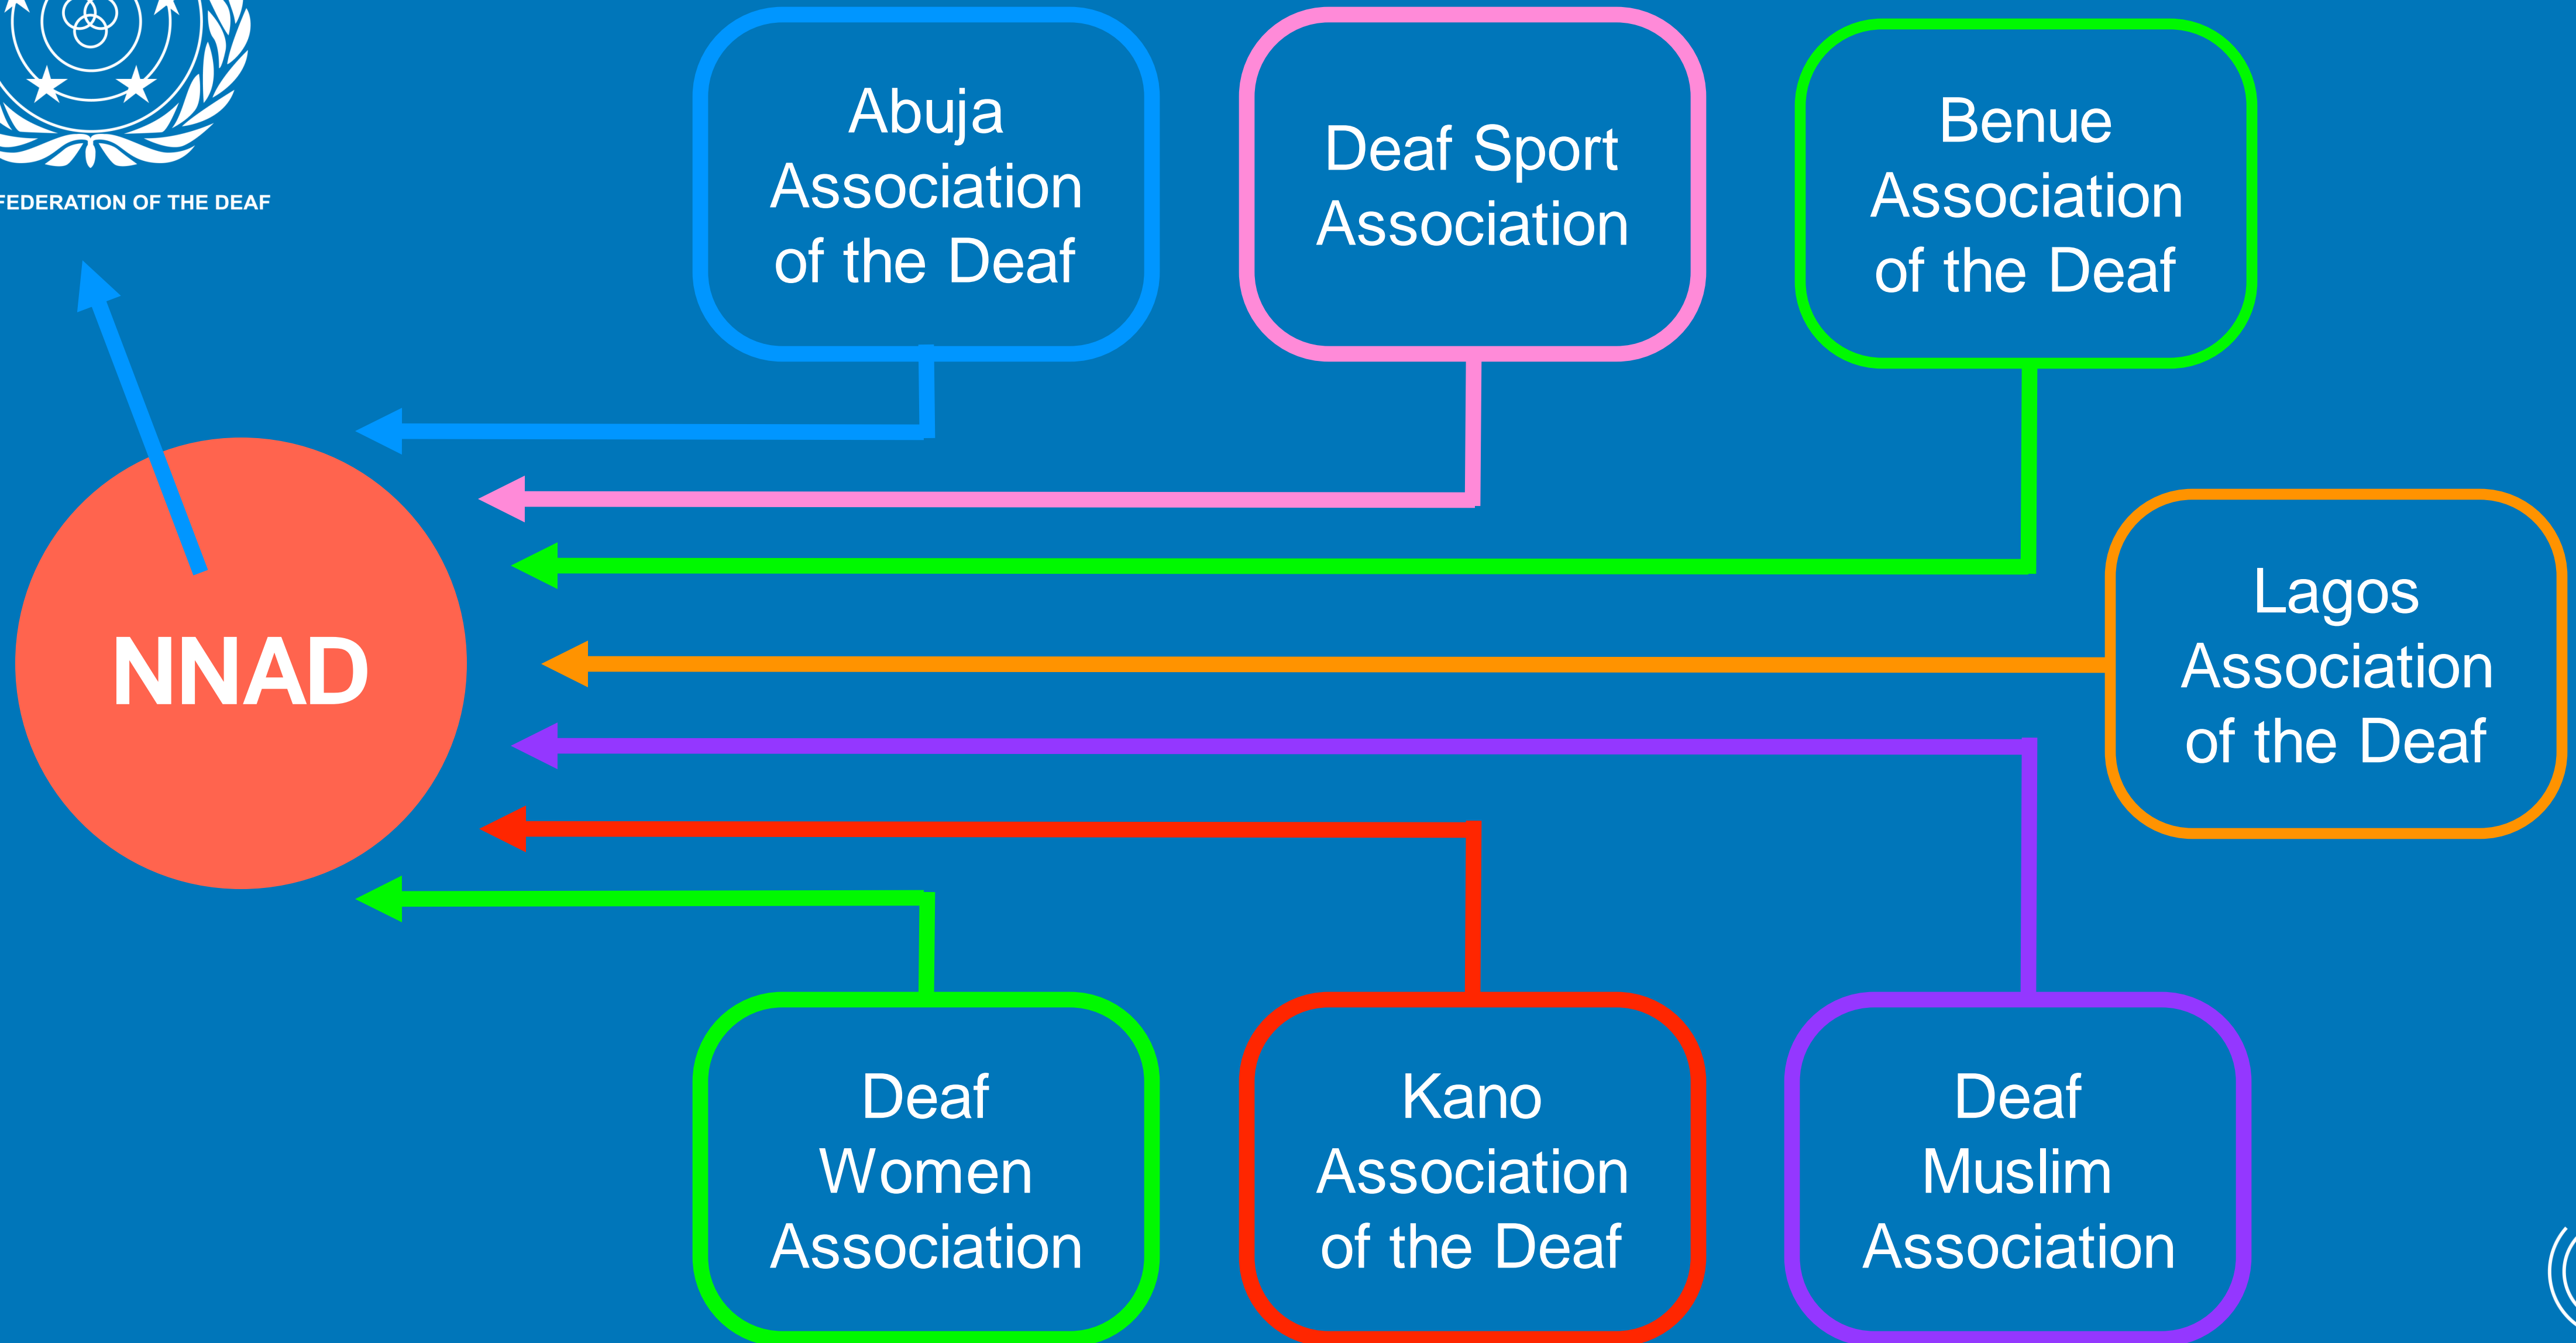 FEDERATION OF THE DEAF
Abuja
Association
of the Deaf
Deaf Sport
Association
Benue
Association
of the Deaf
Lagos
Association
of the Deaf
NNAD
Deaf
Women
Association
Kano
Association
of the Deaf
Deaf
Muslim
Association